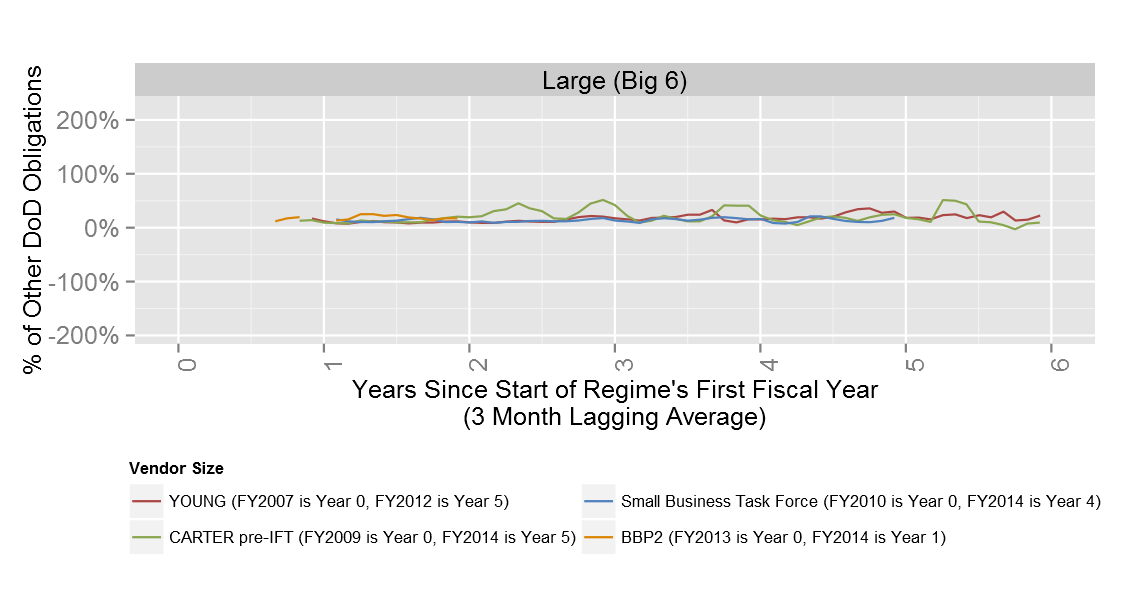 Large (Big 6)
% of Other DoD Obligations
200%
100%
0%
-100%
-200%
0
1
2
3
4
5
6
Years Since Start of Regime's First Fiscal Year
(3 Month Lagging Average)
Vendor Size
YOUNG (FY2007 is Year 0, FY2012 is Year 5)
Small Business Task Force (FY2010 is Year 0, FY2014 is Year 4)
CARTER pre-IFT (FY2009 is Year 0, FY2014 is Year 5)
BBP2 (FY2013 is Year 0, FY2014 is Year 1)